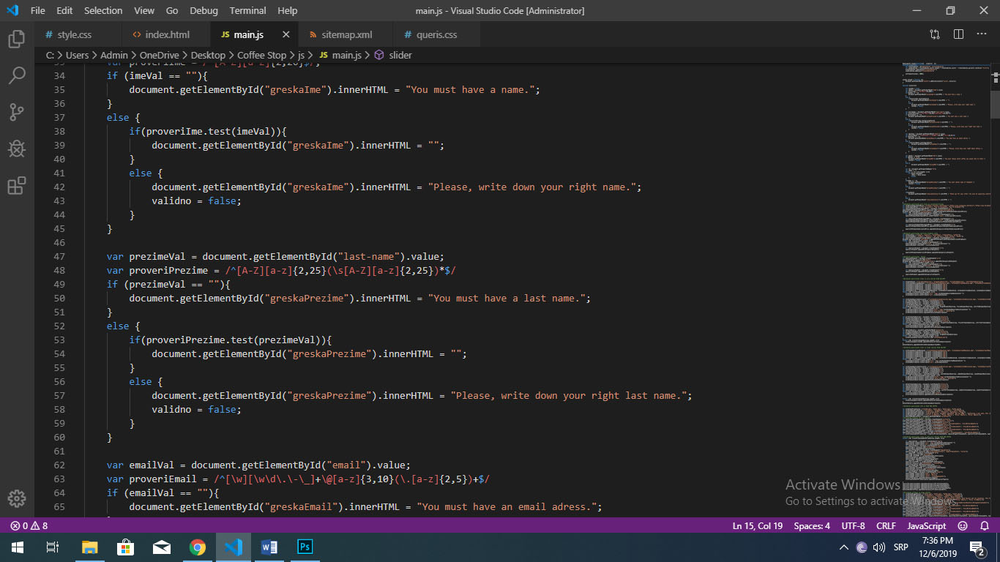 File Edit Selection View Go Debug Terminal Help main.js - Visual Studio Code [Administrator]
# style.css <> index.html JS main.js sitemap.xml # queris.css
C: > Users > Admin > OneDrive > Desktop > Coffee Stop > js > JS main.js > slider
34 if (imeVal == ""){
35 document.getElementById("greskaIme").innerHTML = "You must have a name.";
36 }
37 else {
38 if(proveriIme.test(imeVal)){
39 document.getElementById("greskaIme").innerHTML = "";
40 }
41 else {
42 document.getElementById("greskaIme").innerHTML = "Please, write down your right name.";
43 validno = false;
44 }
45 }
46
47 var prezimeVal = document.getElementById("last-name").value;
48 var proveriPrezime = /^[A-Z][a-z]{2,25}(\s[A-Z][a-z]{2,25})*$/
49 if (prezimeVal == ""){
50 document.getElementById("greskaPrezime").innerHTML = "You must have a last name.";
51 }
52 else {
53 if(proveriPrezime.test(prezimeVal)){
54 document.getElementById("greskaPrezime").innerHTML = "";
55 }
56 else {
57 document.getElementById("greskaPrezime").innerHTML = "Please, write down your right last name.";
58 validno = false;
59 }
60 }
61
62 var emailVal = document.getElementById("email").value;
63 var proveriEmail = /^[\w][\w\d\.\-\_]+\@[a-z]{3,10}(\.[a-z]{2,5})+$/
64 if (emailVal == ""){
65 document.getElementById("greskaEmail").innerHTML = "You must have an email adress.";
Activate Windows
Go to Settings to activate Windows.
0 8 Ln 15, Col 19 Spaces: 4 UTF-8 CRLF JavaScript
W Ps SRP 7:36 PM
12/6/2019 2